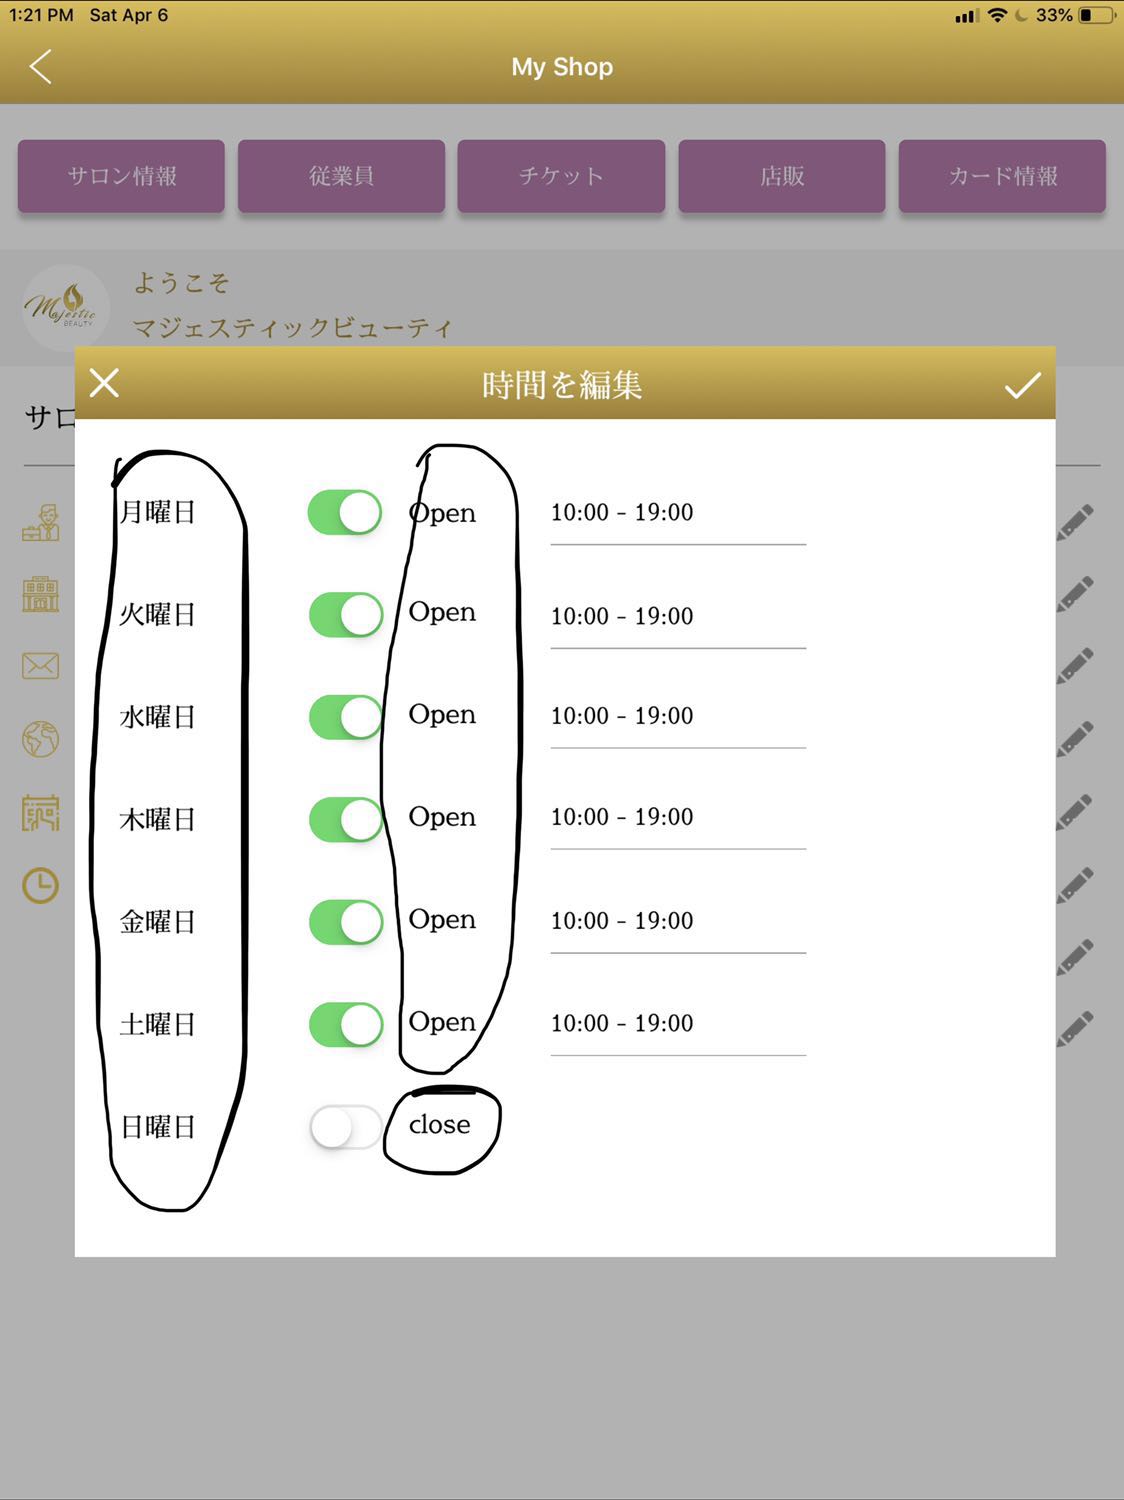 1:21 PM Sat Apr 6 33%
My Shop
サロン情報 従業員 チケット 店販 カード情報
ようこそ
Majestic
BEAUTY
マジェスティックビューティ
時間を編集
サロ
月曜日 Open 10:00 - 19:00
火曜日 Open 10:00 - 19:00
水曜日 Open 10:00 - 19:00
木曜日 Open 10:00 - 19:00
金曜日 Open 10:00 - 19:00
土曜日 Open 10:00 - 19:00
日曜日 close